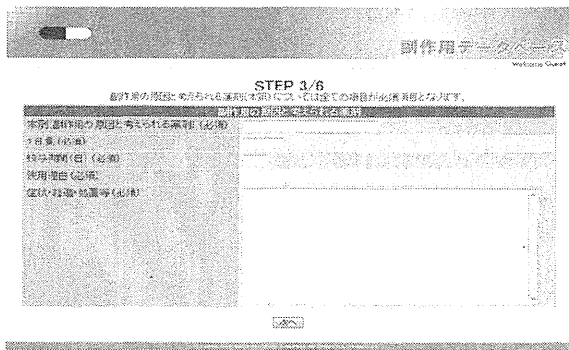 副作用データベース
Welcome Guest
STEP 3/6
副作用の原因と考えられる薬剤(本剤)については全ての項目が必須項目となります。
副作用の原因と考えられる薬剤
本剤:副作用の原因と考えられる薬剤(必須)
1日量(必須)
投与期間(日)(必須)
使用理由(必須)
症状・経過・処置等(必須)
次へ